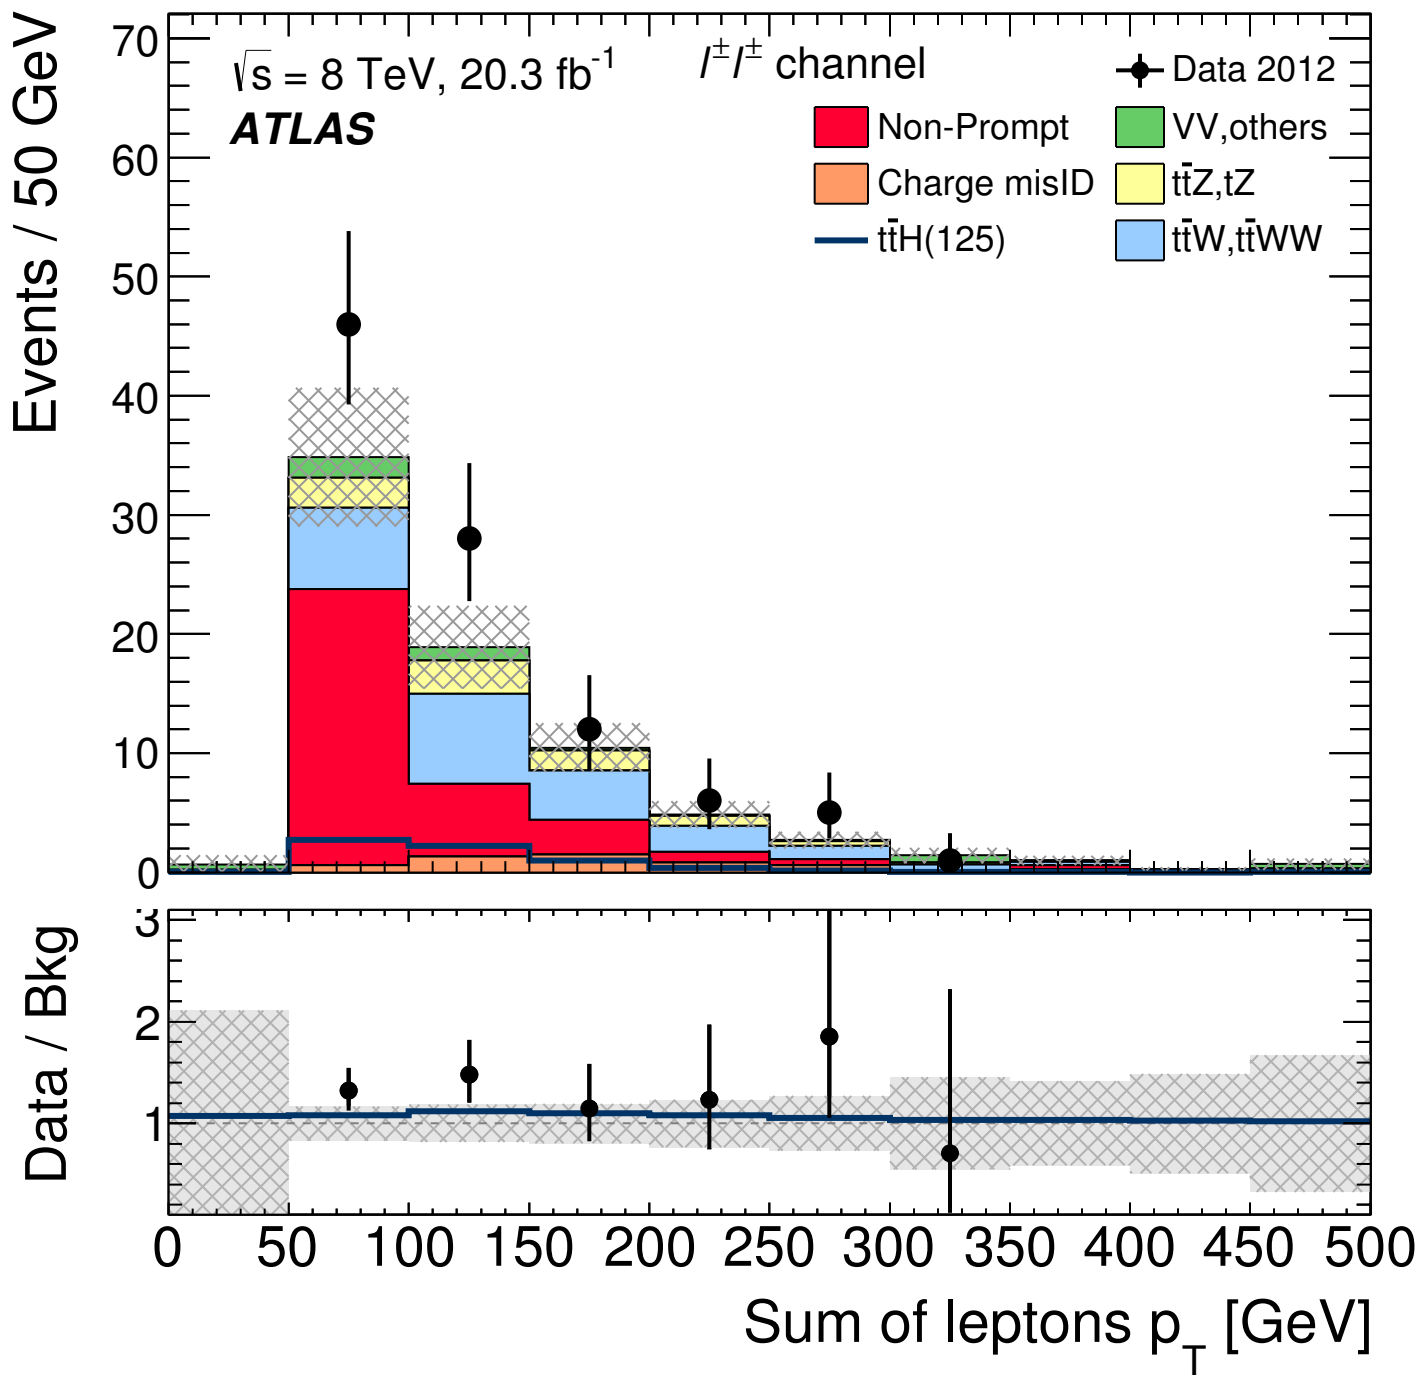 Events / 50 GeV
70
60
50
40
30
20
10
0
√s = 8 TeV, 20.3 fb⁻¹
ATLAS
l±l± channel
Data 2012
Non-Prompt
VV,others
Charge misID
tt̄Z,tZ
tt̄H(125)
tt̄W,tt̄WW
Data / Bkg
3
2
1
0 50 100 150 200 250 300 350 400 450 500
Sum of leptons p_T [GeV]